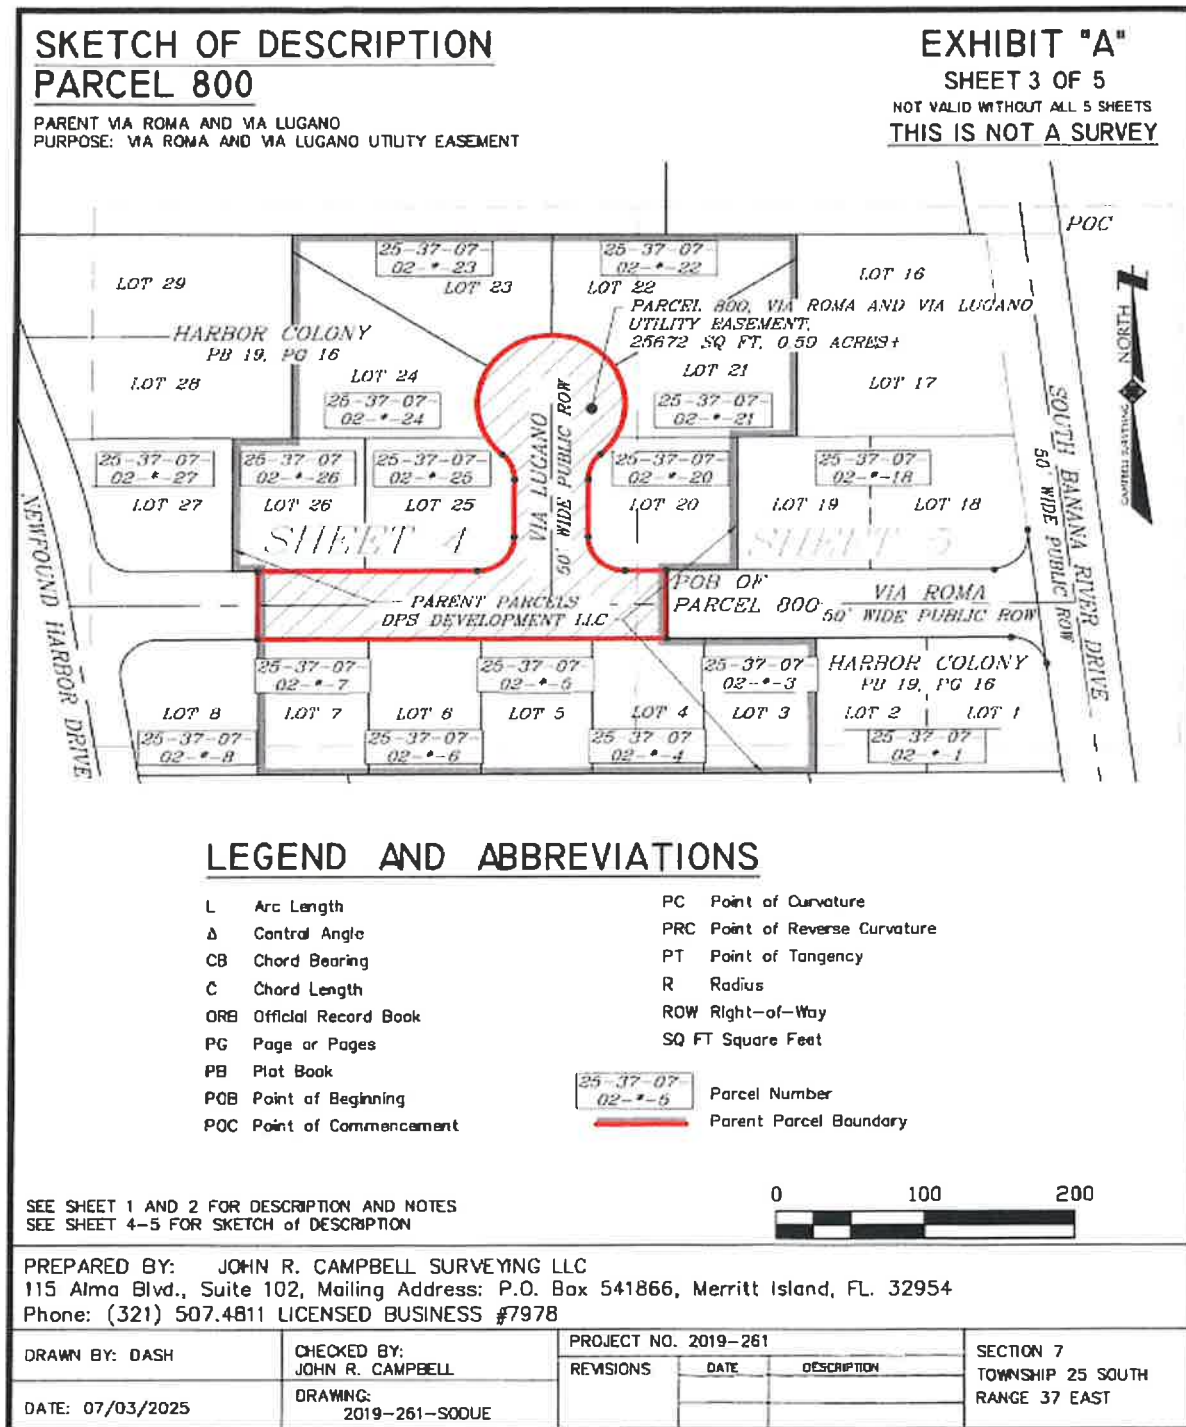 SKETCH OF DESCRIPTION
PARCEL 800
PARENT VIA ROMA AND VIA LUGANO
PURPOSE: VIA ROMA AND VIA LUGANO UTILITY EASEMENT
EXHIBIT "A"
SHEET 3 OF 5
NOT VALID WITHOUT ALL 5 SHEETS
THIS IS NOT A SURVEY
POC
25-37-07-
02-*-23
LOT 23
25-37-07-
02-*-22
LOT 22
LOT 29
LOT 16
PARCEL 800, VIA ROMA AND VIA LUGANO
UTILITY EASEMENT,
25672 SQ FT, 0.59 ACRES±
HARBOR COLONY
PB 19, PG 16
LOT 28
LOT 24
25-37-07-
02-*-24
LOT 21
25-37-07-
02-*-21
LOT 17
NORTH
CAMPBELL SURVEYING
VIA LUGANO
50' WIDE PUBLIC ROW
25-37-07-
02-*-27
LOT 27
25-37-07
02-*-26
LOT 26
25-37-07-
02-*-25
LOT 25
25-37-07
02-*-20
LOT 20
25-37-07
02-*-18
LOT 19
LOT 18
SHEET 4
SHEET 5
SOUTH BANANA RIVER DRIVE
50' WIDE PUBLIC ROW
NEWFOUND HARBOR DRIVE
PARENT PARCELS
DPS DEVELOPMENT LLC
POB OF
PARCEL 800
VIA ROMA
50' WIDE PUBLIC ROW
25-37-07-
02-*-7
25-37-07-
02-*-5
25-37-07
02-*-3
HARBOR COLONY
PB 19, PG 16
LOT 8
LOT 7
LOT 6
LOT 5
LOT 4
LOT 3
LOT 2
LOT 1
25-37-07-
02-*-8
25-37-07-
02-*-6
25-37-07
02-*-4
25-37-07
02-*-1
LEGEND AND ABBREVIATIONS
L Arc Length
Δ Central Angle
CB Chord Bearing
C Chord Length
ORB Official Record Book
PG Page or Pages
PB Plat Book
POB Point of Beginning
POC Point of Commencement
PC Point of Curvature
PRC Point of Reverse Curvature
PT Point of Tangency
R Radius
ROW Right-of-Way
SQ FT Square Feet
25-37-07-
02-*-5
Parcel Number
Parent Parcel Boundary
SEE SHEET 1 AND 2 FOR DESCRIPTION AND NOTES
SEE SHEET 4-5 FOR SKETCH of DESCRIPTION
0 100 200
PREPARED BY: JOHN R. CAMPBELL SURVEYING LLC
115 Alma Blvd., Suite 102, Mailing Address: P.O. Box 541866, Merritt Island, FL. 32954
Phone: (321) 507.4811 LICENSED BUSINESS #7978
DRAWN BY: DASH
CHECKED BY:
JOHN R. CAMPBELL
PROJECT NO. 2019-261
REVISIONS DATE DESCRIPTION
SECTION 7
TOWNSHIP 25 SOUTH
RANGE 37 EAST
DATE: 07/03/2025
DRAWING:
2019-261-SODUE